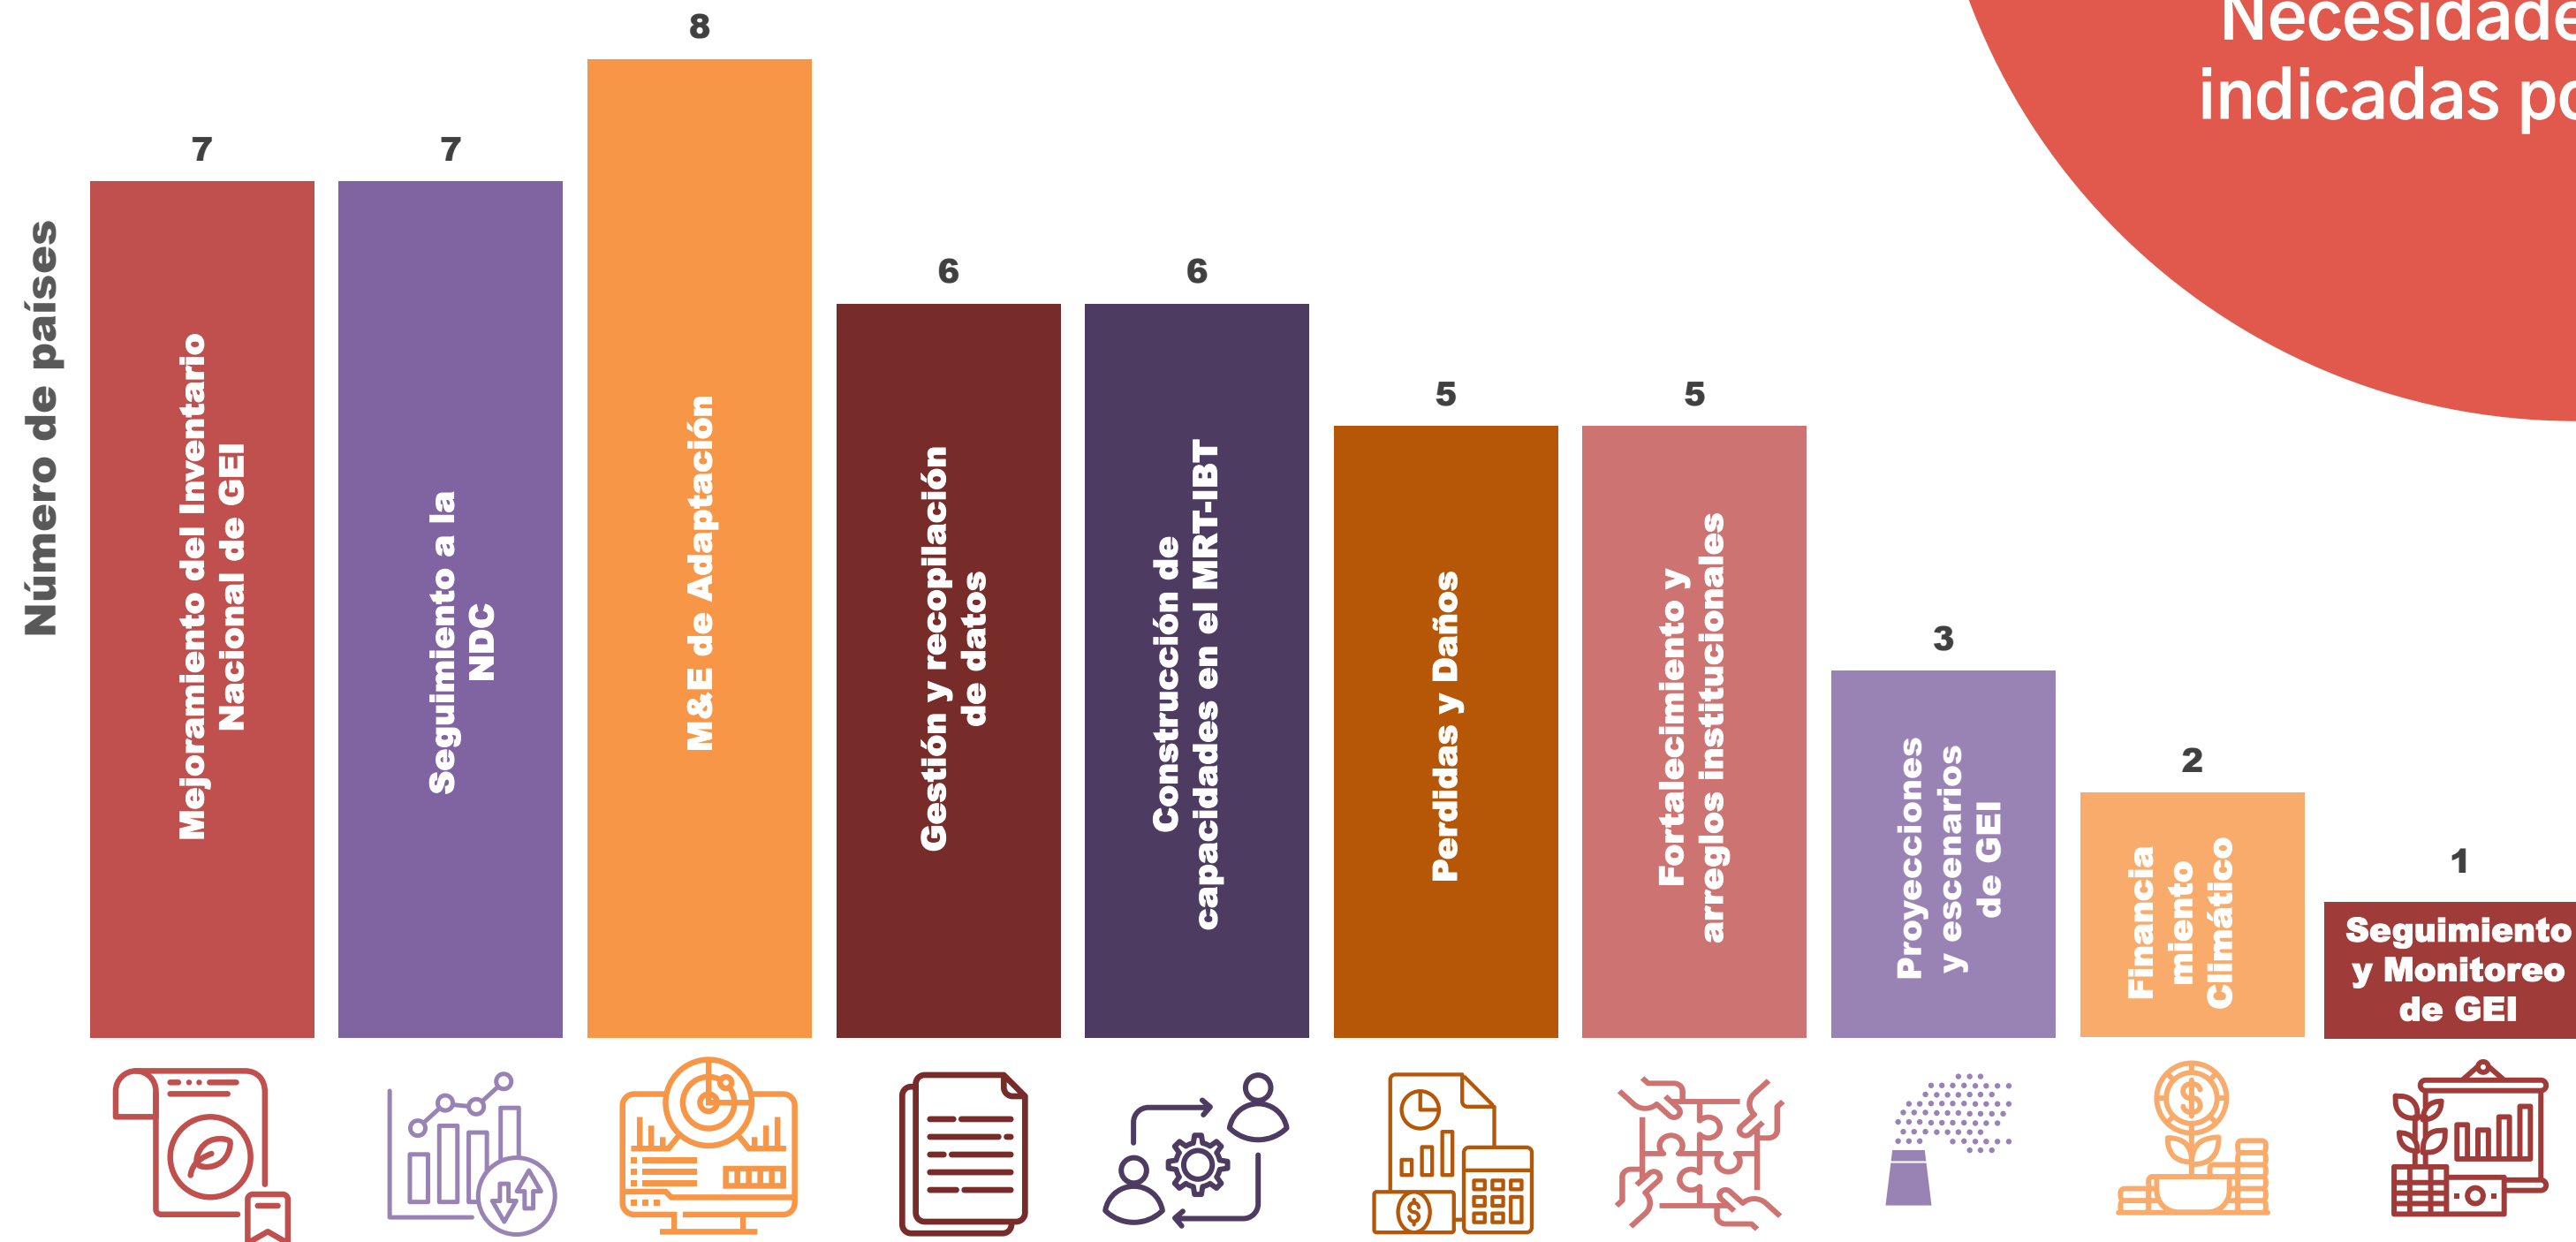 Necesidade
indicadas po
Número de países
7
Mejoramiento del Inventario
Nacional de GEI
7
Seguimiento a la
NDC
8
M&E de Adaptación
6
Gestión y recopilación
de datos
6
Construcción de
capacidades en el MRT-IBT
5
Perdidas y Daños
5
Fortalecimiento y
arreglos institucionales
3
Proyecciones
y escenarios
de GEI
2
Financia
miento
Climático
1
Seguimiento
y Monitoreo
de GEI